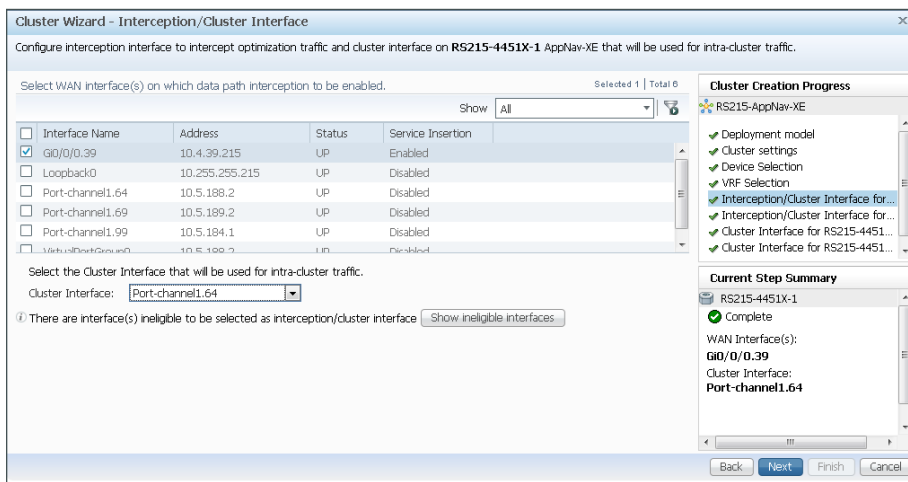 Cluster Wizard - Interception/Cluster Interface
Configure interception interface to intercept optimization traffic and cluster interface on RS215-4451X-1 AppNav-XE that will be used for intra-cluster traffic.
Select WAN interface(s) on which data path interception to be enabled.
Selected 1 | Total 6
Show All
Interface Name Address Status Service Insertion
Gi0/0/0.39 10.4.39.215 UP Enabled
Loopback0 10.255.255.215 UP Disabled
Port-channel1.64 10.5.188.2 UP Disabled
Port-channel1.69 10.5.189.2 UP Disabled
Port-channel1.99 10.5.184.1 UP Disabled
VirtualPortGroup0 10.5.188.2 UP Disabled
Select the Cluster Interface that will be used for intra-cluster traffic.
Cluster Interface: Port-channel1.64
There are interface(s) ineligible to be selected as interception/cluster interface Show ineligible interfaces
Cluster Creation Progress
RS215-AppNav-XE
Deployment model
Cluster settings
Device Selection
VRF Selection
Interception/Cluster Interface for...
Interception/Cluster Interface for...
Cluster Interface for RS215-4451...
Cluster Interface for RS215-4451...
Current Step Summary
RS215-4451X-1
Complete
WAN Interface(s):
Gi0/0/0.39
Cluster Interface:
Port-channel1.64
Back Next Finish Cancel